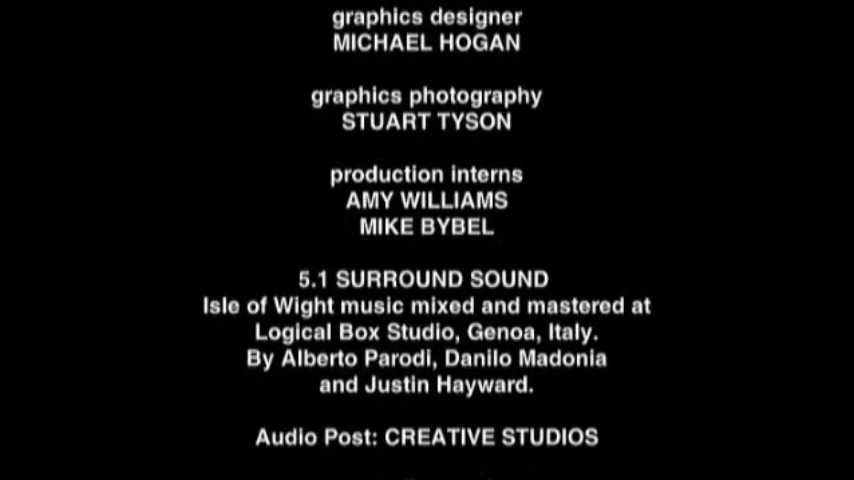 graphics designer
MICHAEL HOGAN
graphics photography
STUART TYSON
production interns
AMY WILLIAMS
MIKE BYBEL
5.1 SURROUND SOUND
Isle of Wight music mixed and mastered at
Logical Box Studio, Genoa, Italy.
By Alberto Parodi, Danilo Madonia
and Justin Hayward.
Audio Post: CREATIVE STUDIOS